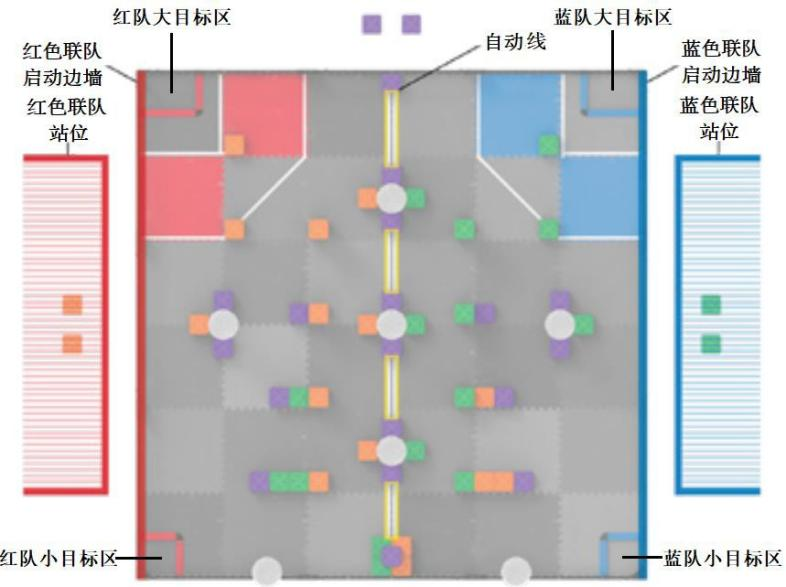 红队大目标区
蓝队大目标区
自动线
红色联队
启动边墙
红色联队
站位
蓝色联队
启动边墙
蓝色联队
站位
红队小目标区
蓝队小目标区